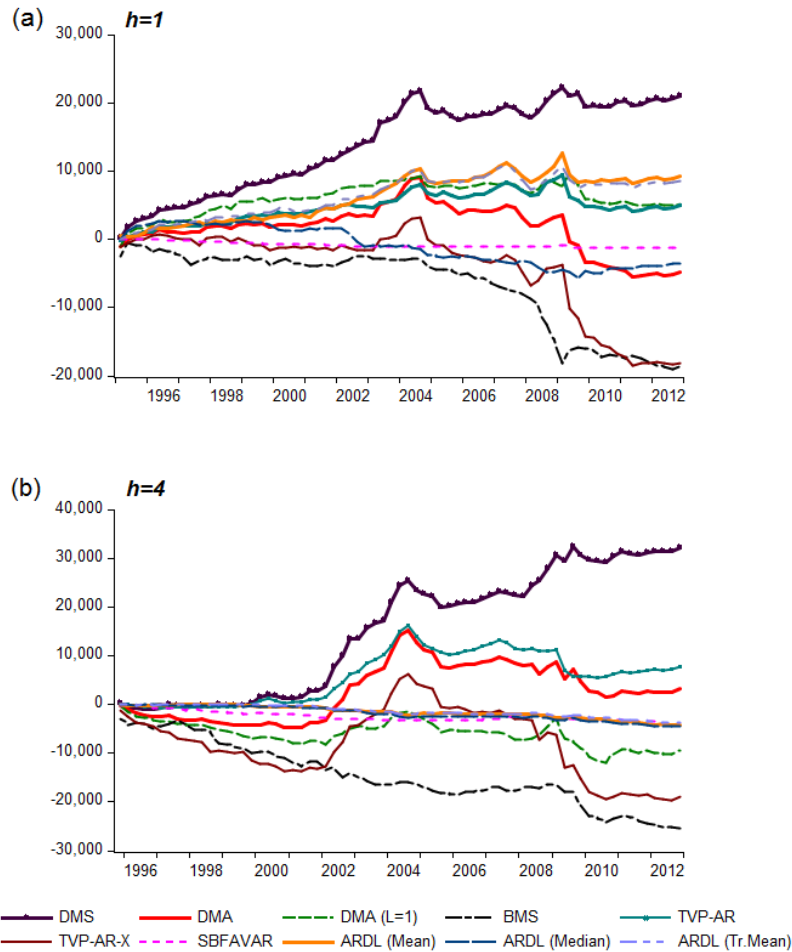 (a)
h=1
30,000
20,000
10,000
0
-10,000
-20,000
1996 1998 2000 2002 2004 2006 2008 2010 2012
(b)
h=4
40,000
30,000
20,000
10,000
0
-10,000
-20,000
-30,000
1996 1998 2000 2002 2004 2006 2008 2010 2012
DMS DMA DMA (L=1) BMS TVP-AR
TVP-AR-X SBFAVAR ARDL (Mean) ARDL (Median) ARDL (Tr.Mean)